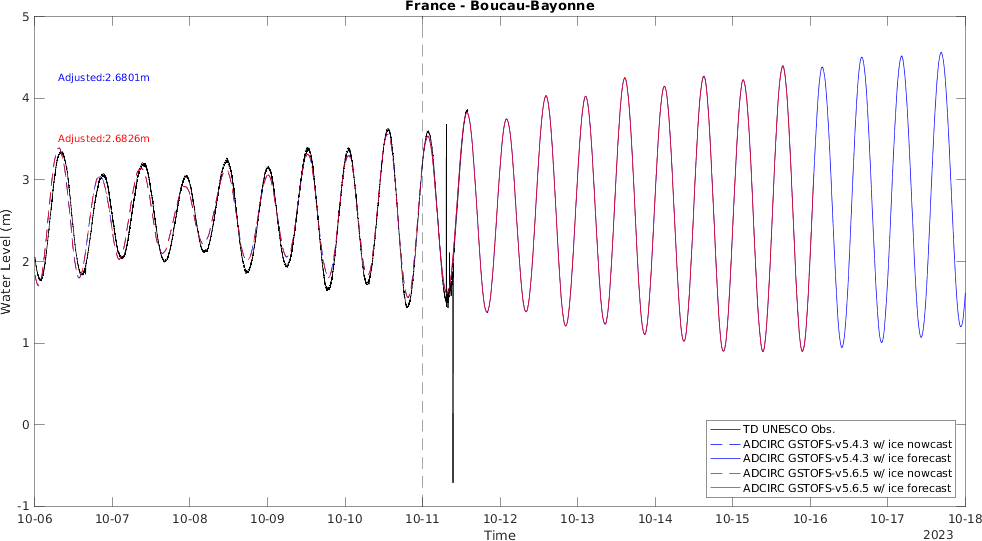 France - Boucau-Bayonne
5
4
3
2
1
0
-1
Water Level (m)
Adjusted:2.6801m
Adjusted:2.6826m
TD UNESCO Obs.
ADCIRC GSTOFS-v5.4.3 w/ ice nowcast
ADCIRC GSTOFS-v5.4.3 w/ ice forecast
ADCIRC GSTOFS-v5.6.5 w/ ice nowcast
ADCIRC GSTOFS-v5.6.5 w/ ice forecast
10-06 10-07 10-08 10-09 10-10 10-11 10-12 10-13 10-14 10-15 10-16 10-17 10-18
Time
2023